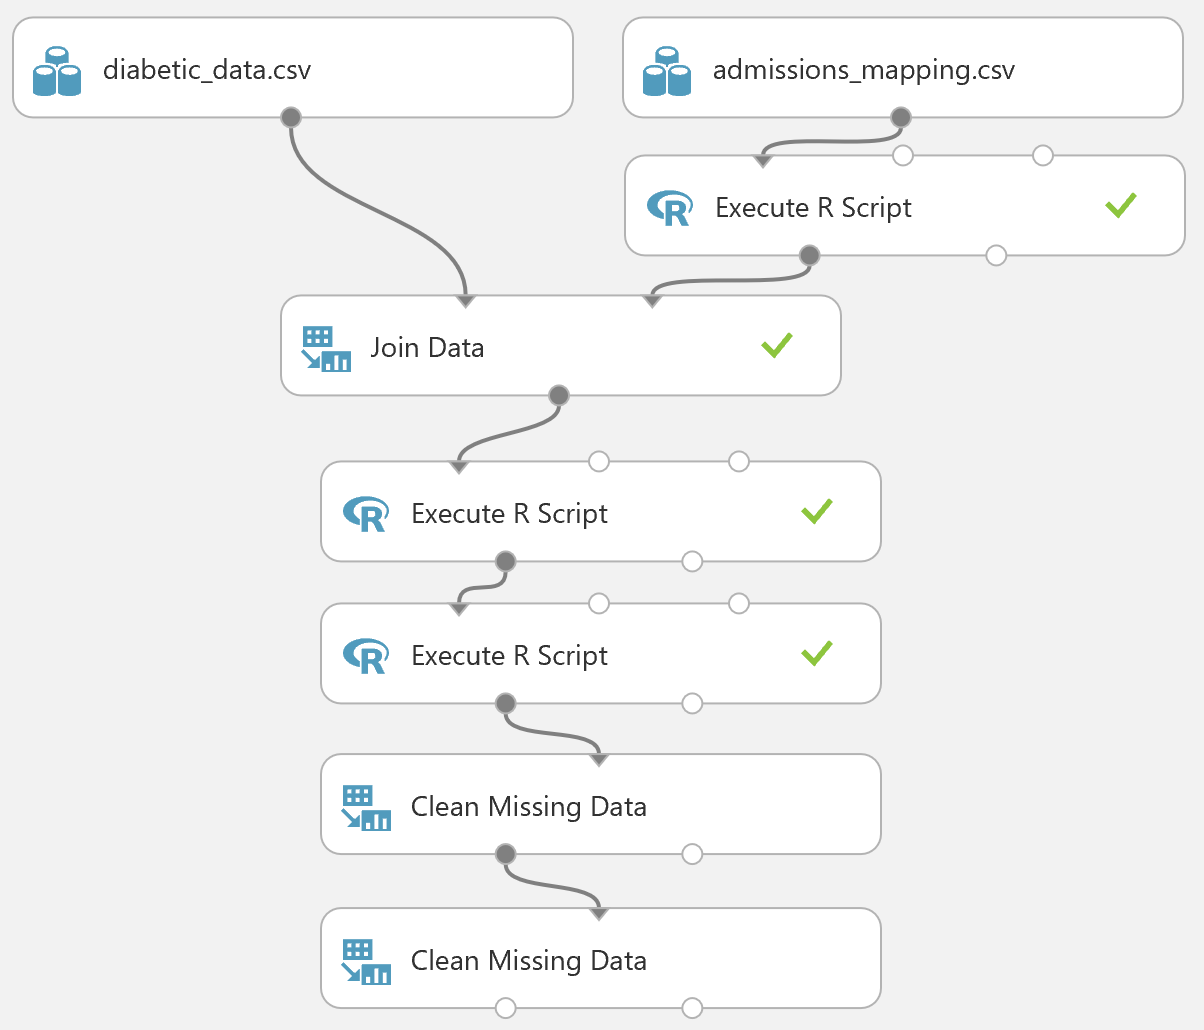 diabetic_data.csv
admissions_mapping.csv
Execute R Script
Join Data
Execute R Script
Execute R Script
Clean Missing Data
Clean Missing Data